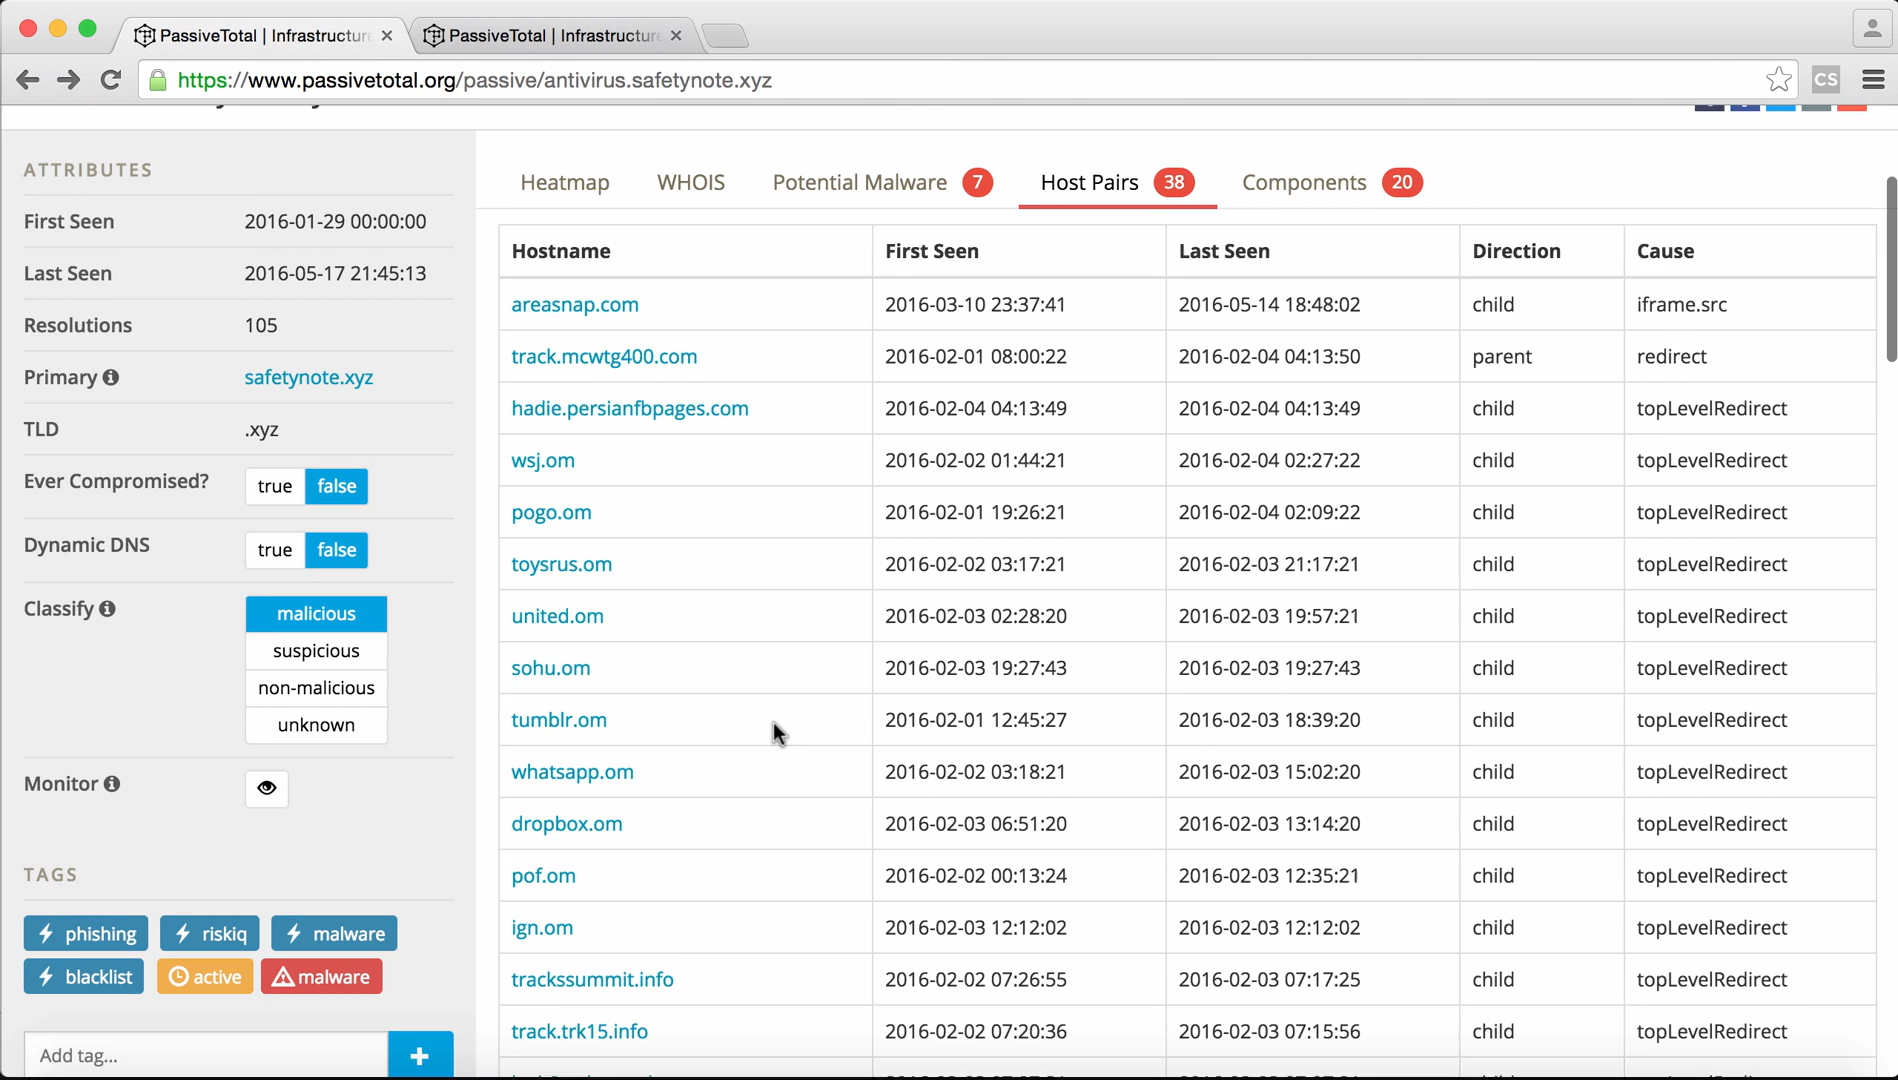 PassiveTotal | Infrastructure
PassiveTotal | Infrastructure
https://www.passivetotal.org/passive/antivirus.safetynote.xyz
CS
ATTRIBUTES
First Seen 2016-01-29 00:00:00
Last Seen 2016-05-17 21:45:13
Resolutions 105
Primary safetynote.xyz
TLD .xyz
Ever Compromised? true false
Dynamic DNS true false
Classify malicious
suspicious
non-malicious
unknown
Monitor
TAGS
phishing riskiq malware
blacklist active malware
Add tag... +
Heatmap WHOIS Potential Malware 7 Host Pairs 38 Components 20
Hostname First Seen Last Seen Direction Cause
areasnap.com 2016-03-10 23:37:41 2016-05-14 18:48:02 child iframe.src
track.mcwtg400.com 2016-02-01 08:00:22 2016-02-04 04:13:50 parent redirect
hadie.persianfbpages.com 2016-02-04 04:13:49 2016-02-04 04:13:49 child topLevelRedirect
wsj.om 2016-02-02 01:44:21 2016-02-04 02:27:22 child topLevelRedirect
pogo.om 2016-02-01 19:26:21 2016-02-04 02:09:22 child topLevelRedirect
toysrus.om 2016-02-02 03:17:21 2016-02-03 21:17:21 child topLevelRedirect
united.om 2016-02-03 02:28:20 2016-02-03 19:57:21 child topLevelRedirect
sohu.om 2016-02-03 19:27:43 2016-02-03 19:27:43 child topLevelRedirect
tumblr.om 2016-02-01 12:45:27 2016-02-03 18:39:20 child topLevelRedirect
whatsapp.om 2016-02-02 03:18:21 2016-02-03 15:02:20 child topLevelRedirect
dropbox.om 2016-02-03 06:51:20 2016-02-03 13:14:20 child topLevelRedirect
pof.om 2016-02-02 00:13:24 2016-02-03 12:35:21 child topLevelRedirect
ign.om 2016-02-03 12:12:02 2016-02-03 12:12:02 child topLevelRedirect
trackssummit.info 2016-02-02 07:26:55 2016-02-03 07:17:25 child topLevelRedirect
track.trk15.info 2016-02-02 07:20:36 2016-02-03 07:15:56 child topLevelRedirect